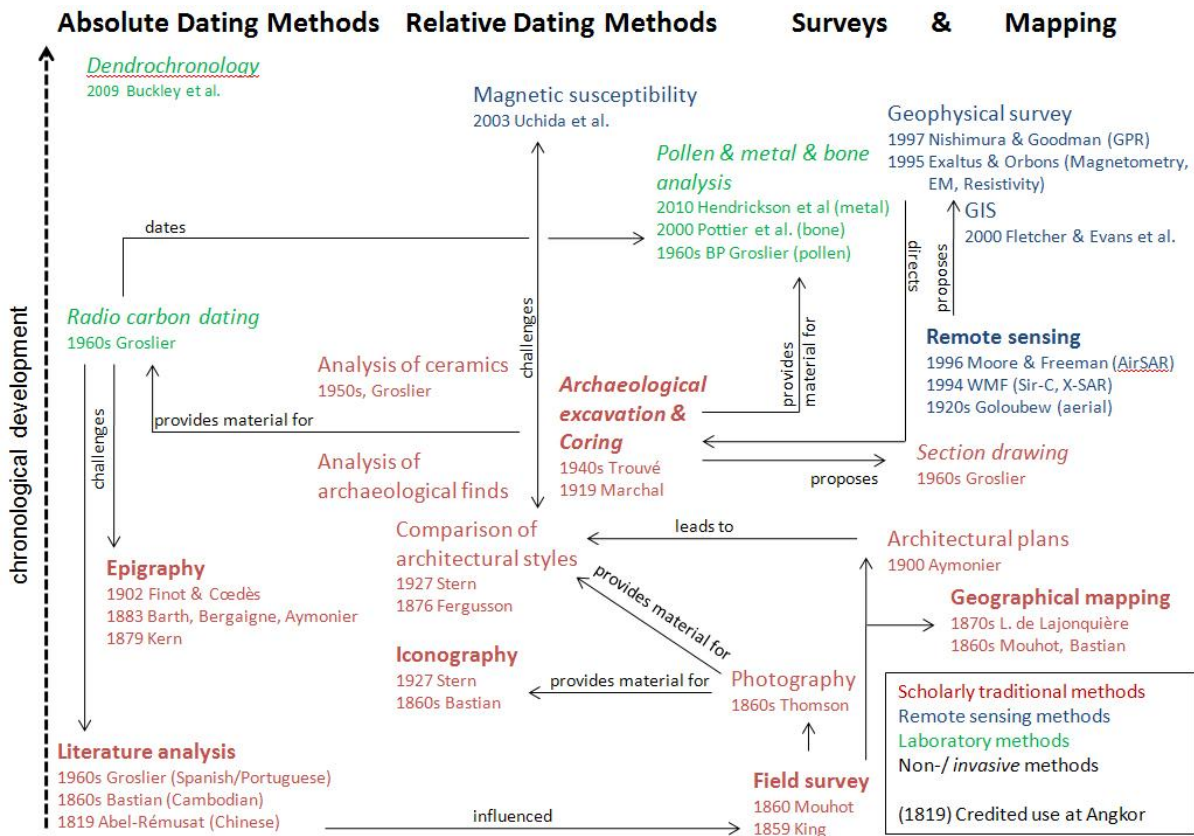 Absolute Dating Methods
Relative Dating Methods
Surveys & Mapping
chronological development
Dendrochronology
2009 Buckley et al.
Magnetic susceptibility
2003 Uchida et al.
Geophysical survey
1997 Nishimura & Goodman (GPR)
1995 Exaltus & Orbons (Magnetometry,
EM, Resistivity)
Pollen & metal & bone
analysis
2010 Hendrickson et al (metal)
2000 Pottier et al. (bone)
1960s BP Groslier (pollen)
GIS
2000 Fletcher & Evans et al.
dates
directs
proposes
Radio carbon dating
1960s Groslier
challenges
provides
material for
Remote sensing
1996 Moore & Freeman (AirSAR)
1994 WMF (Sir-C, X-SAR)
1920s Goloubew (aerial)
Analysis of ceramics
1950s, Groslier
Archaeological
excavation &
Coring
1940s Trouvé
1919 Marchal
provides material for
challenges
Analysis of
archaeological finds
proposes
Section drawing
1960s Groslier
Comparison of
architectural styles
1927 Stern
1876 Fergusson
leads to
Architectural plans
1900 Aymonier
Epigraphy
1902 Finot & Cœdès
1883 Barth, Bergaigne, Aymonier
1879 Kern
provides material for
Geographical mapping
1870s L. de Lajonquière
1860s Mouhot, Bastian
Iconography
1927 Stern
1860s Bastian
provides material for
Photography
1860s Thomson
Literature analysis
1960s Groslier (Spanish/Portuguese)
1860s Bastian (Cambodian)
1819 Abel-Rémusat (Chinese)
influenced
Field survey
1860 Mouhot
1859 King
Scholarly traditional methods
Remote sensing methods
Laboratory methods
Non-/ invasive methods
(1819) Credited use at Angkor